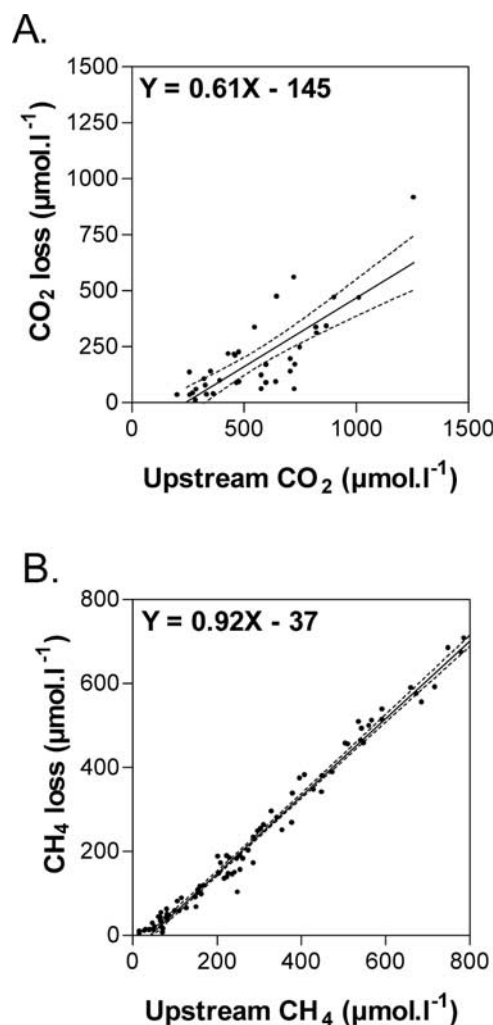 A.
Y = 0.61X - 145
CO₂ loss (µmol.l⁻¹)
1500
1250
1000
750
500
250
0
0 500 1000 1500
Upstream CO₂ (µmol.l⁻¹)
B.
Y = 0.92X - 37
CH₄ loss (µmol.l⁻¹)
800
600
400
200
0
0 200 400 600 800
Upstream CH₄ (µmol.l⁻¹)